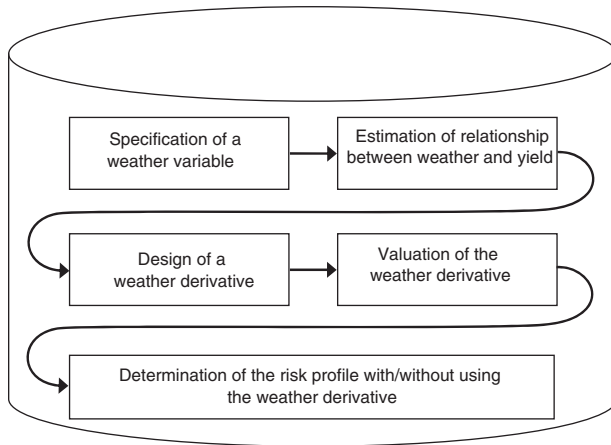 Specification of a
weather variable
Estimation of relationship
between weather and yield
Design of a
weather derivative
Valuation of the
weather derivative
Determination of the risk profile with/without using
the weather derivative